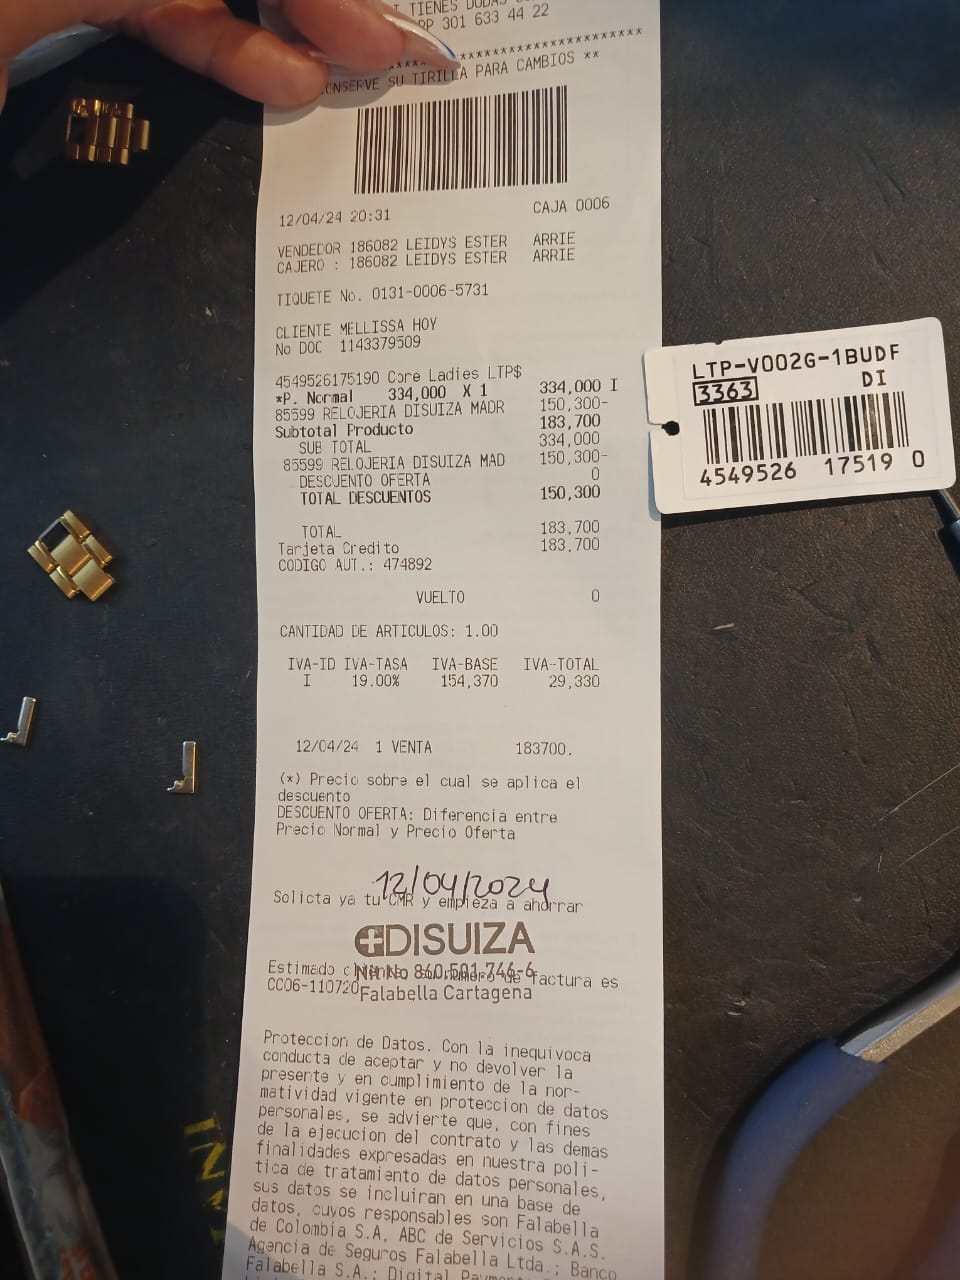 TIENES DUDAS
PP 301 633 44 22
CONSERVE SU TIRILLA PARA CAMBIOS **
12/04/24 20:31 CAJA 0006
VENDEDOR 186082 LEIDYS ESTER ARRIE
CAJERO : 186082 LEIDYS ESTER ARRIE
TIQUETE No. 0131-0006-5731
CLIENTE MELLISSA HOY
No DOC 1143379509
4549526175190 Core Ladies LTP$
*P. Normal 334,000 X 1 334,000 I
85599 RELOJERIA DISUIZA MADR 150,300-
Subtotal Producto 183,700
SUB TOTAL 334,000
85599 RELOJERIA DISUIZA MAD 150,300-
DESCUENTO OFERTA 0
TOTAL DESCUENTOS 150,300
TOTAL 183,700
Tarjeta Credito 183,700
CODIGO AUT.: 474892
VUELTO 0
CANTIDAD DE ARTICULOS: 1.00
IVA-ID IVA-TASA IVA-BASE IVA-TOTAL
I 19.00% 154,370 29,330
12/04/24 1 VENTA 183700.
(*) Precio sobre el cual se aplica el
descuento
DESCUENTO OFERTA: Diferencia entre
Precio Normal y Precio Oferta
12/04/2024
Solicta ya tu CMR y empieza a ahorrar
DISUIZA
Nit No 860.501.746-6
Estimado cliente su numero de factura es
CC06-110720
Falabella Cartagena
Proteccion de Datos. Con la inequivoca
conducta de aceptar y no devolver la
presente y en cumplimiento de la nor-
matividad vigente en proteccion de datos
personales, se advierte que, con fines
de la ejecucion del contrato y las demas
finalidades expresadas en nuestra poli-
tica de tratamiento de datos personales,
sus datos se incluiran en una base de
datos, cuyos responsables son Falabella
de Colombia S.A, ABC de Servicios S.A.S.
Agencia de Seguros Falabella Ltda.; Banco
Falabella S.A.; Digital
LTP-V002G-1BUDF
3363 DI
4549526 17519 0